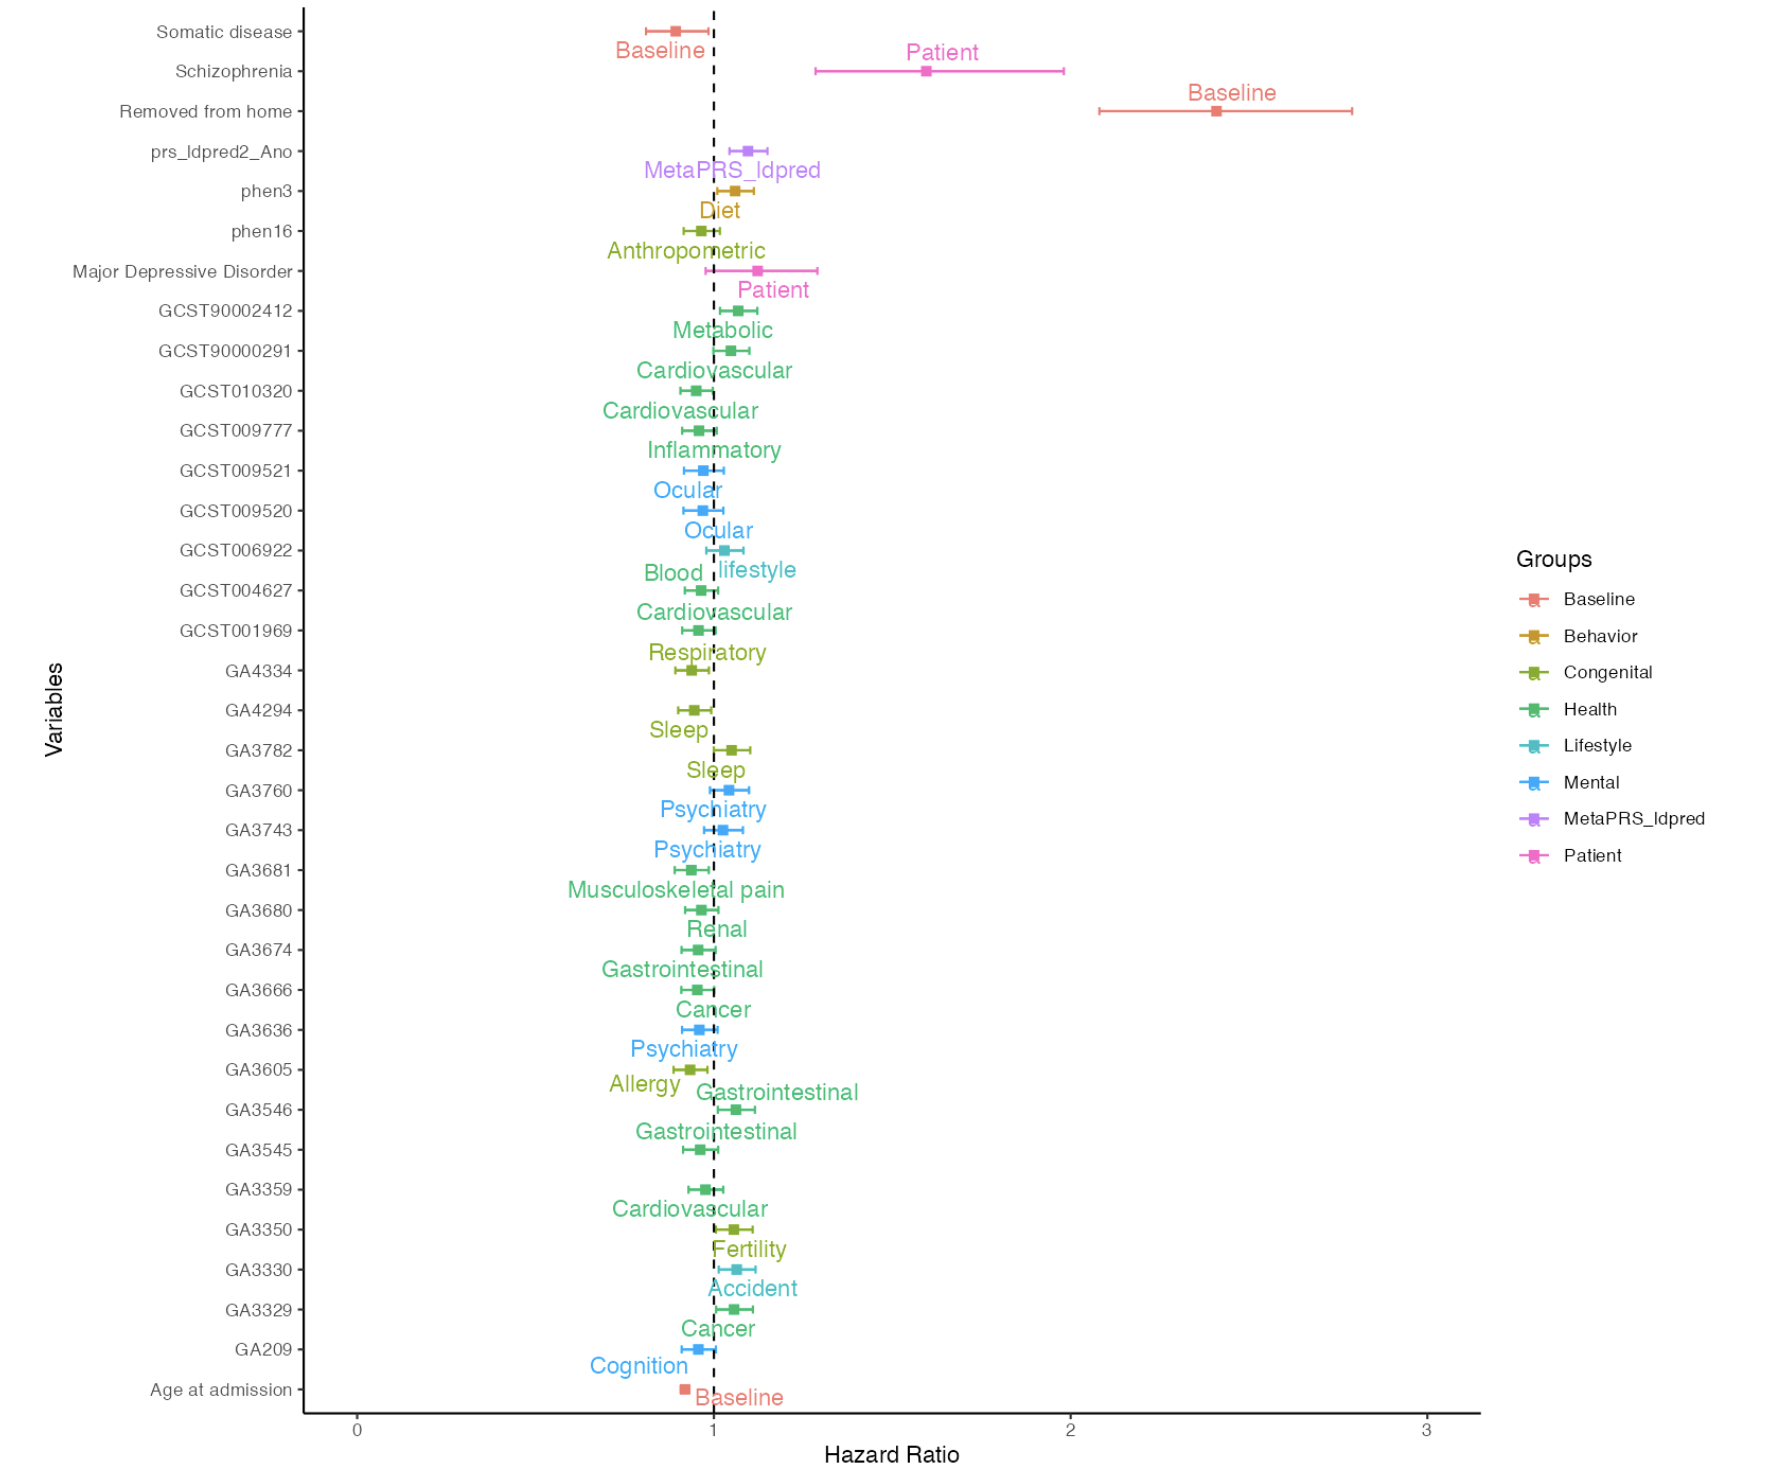 Somatic disease
Baseline
Patient
Schizophrenia
Baseline
Removed from home
prs_ldpred2_Ano
MetaPRS_ldpred
phen3
Diet
phen16
Anthropometric
Major Depressive Disorder
Patient
GCST90002412
Metabolic
GCST90000291
Cardiovascular
GCST010320
Cardiovascular
GCST009777
Inflammatory
GCST009521
Ocular
GCST009520
Ocular
GCST006922
lifestyle
Blood
GCST004627
Cardiovascular
GCST001969
Respiratory
GA4334
GA4294
Sleep
GA3782
Sleep
GA3760
Psychiatry
GA3743
Psychiatry
GA3681
Musculoskeletal pain
GA3680
Renal
GA3674
Gastrointestinal
GA3666
Cancer
GA3636
Psychiatry
GA3605
Allergy
Gastrointestinal
GA3546
Gastrointestinal
GA3545
GA3359
Cardiovascular
GA3350
Fertility
GA3330
Accident
GA3329
Cancer
GA209
Cognition
Age at admission
Baseline
0 1 2 3
Hazard Ratio
Variables
Groups
Baseline
Behavior
Congenital
Health
Lifestyle
Mental
MetaPRS_ldpred
Patient